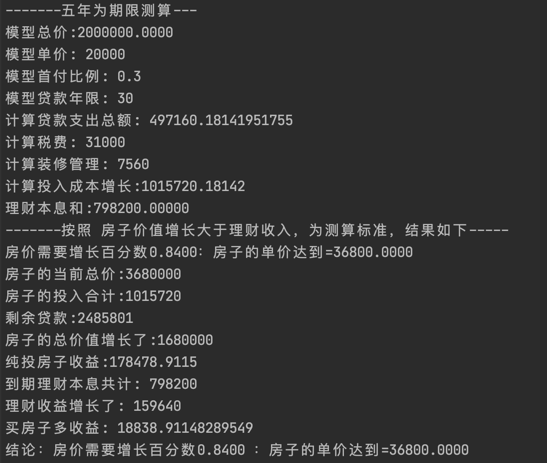 -------五年为期限测算---
模型总价:2000000.0000
模型单价: 20000
模型首付比例: 0.3
模型贷款年限: 30
计算贷款支出总额: 497160.18141951755
计算税费: 31000
计算装修管理: 7560
计算投入成本增长:1015720.18142
理财本息和:798200.00000
-------按照 房子价值增长大于理财收入，为测算标准，结果如下-----
房价需要增长百分数0.8400: 房子的单价达到=36800.0000
房子的当前总价:3680000
房子的投入合计:1015720
剩余贷款:2485801
房子的总价值增长了:1680000
纯投房子收益:178478.9115
到期理财本息共计: 798200
理财收益增长了: 159640
买房子多收益: 18838.91148289549
结论: 房价需要增长百分数0.8400 : 房子的单价达到=36800.0000